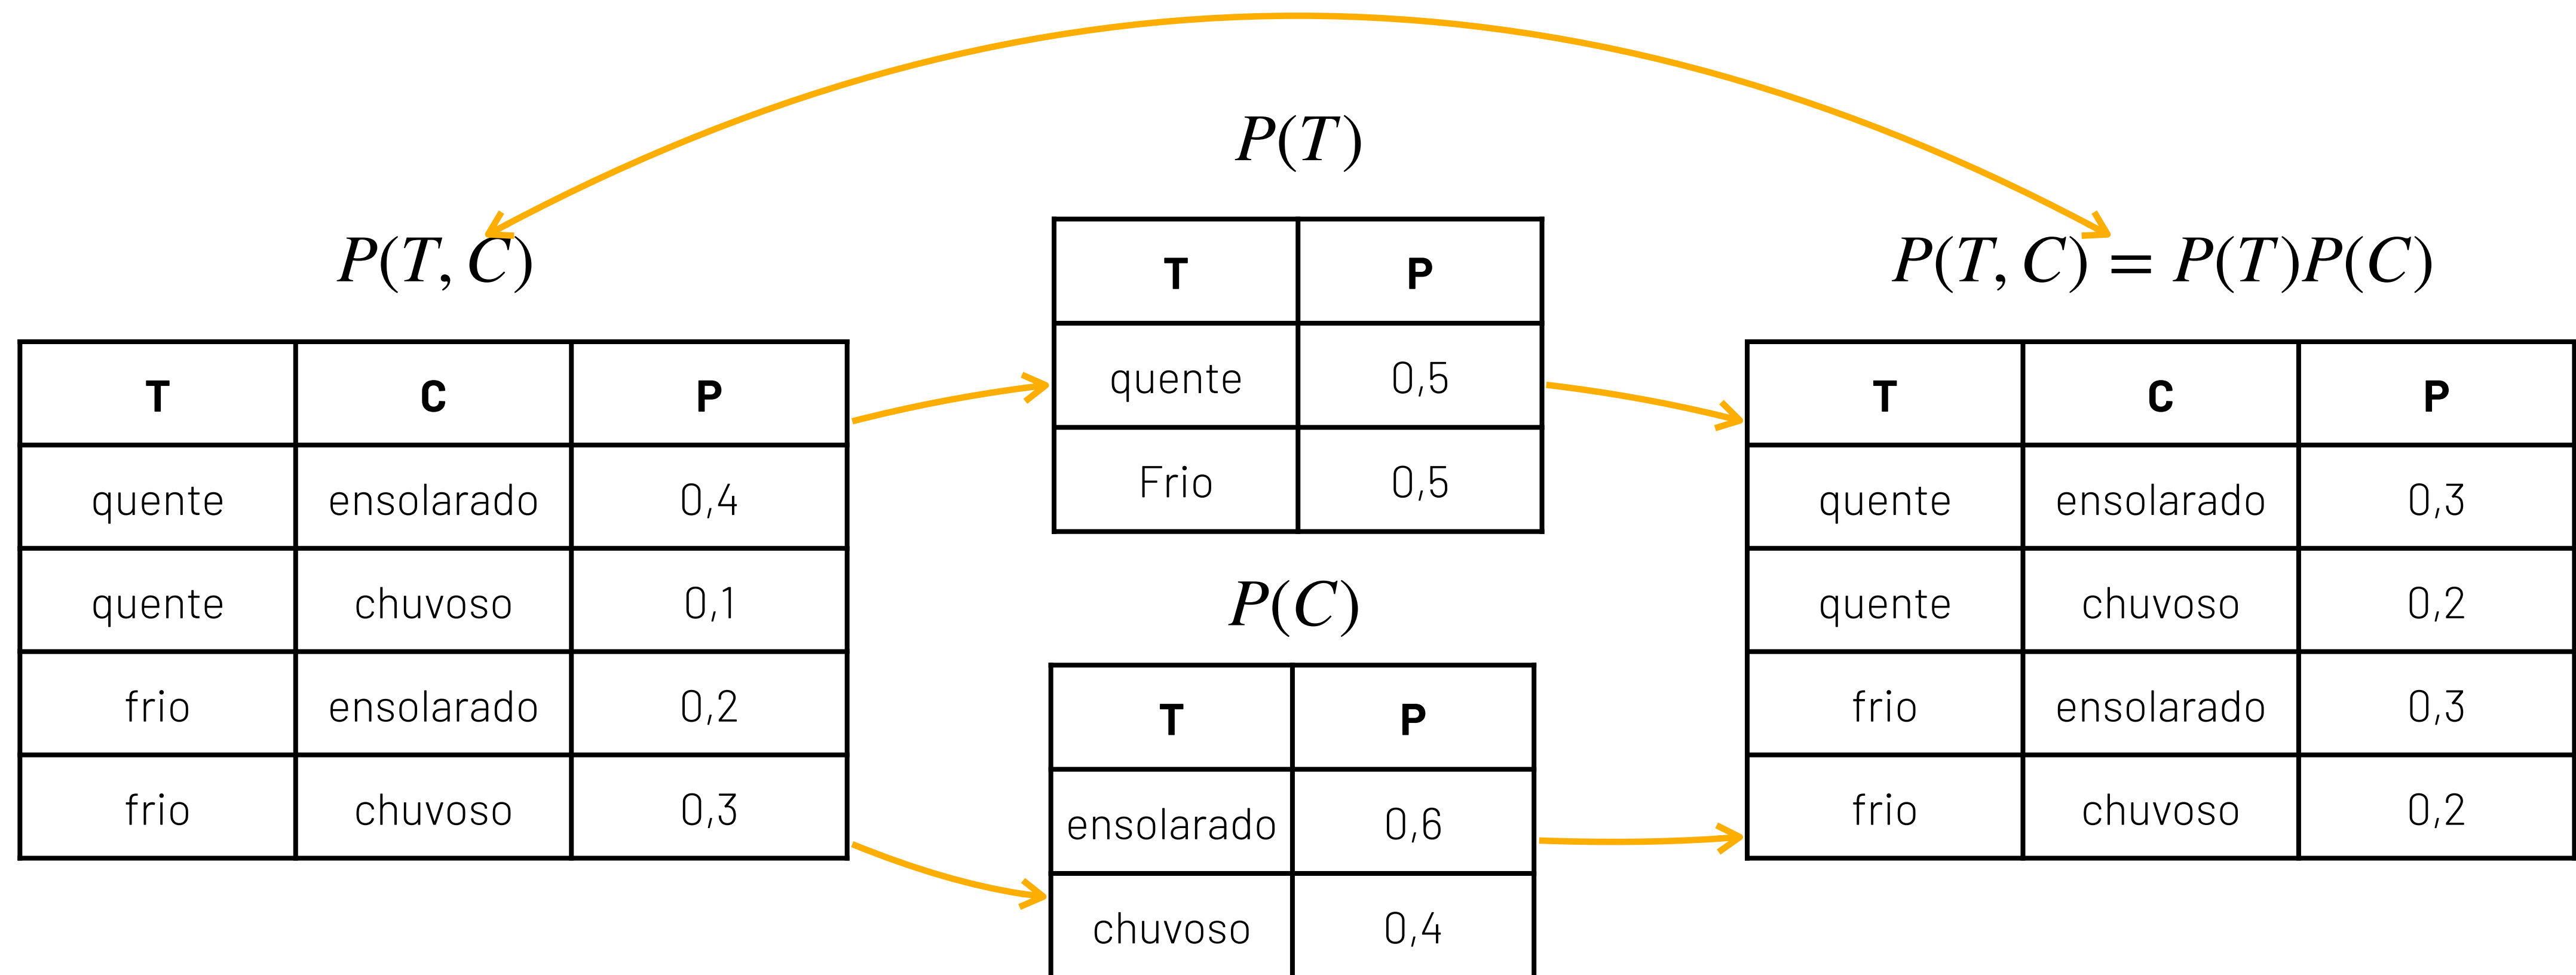 P(T, C)
T C P
quente ensolarado 0,4
quente chuvoso 0,1
frio ensolarado 0,2
frio chuvoso 0,3
P(T)
T P
quente 0,5
Frio 0,5
P(C)
T P
ensolarado 0,6
chuvoso 0,4
P(T, C) = P(T)P(C)
T C P
quente ensolarado 0,3
quente chuvoso 0,2
frio ensolarado 0,3
frio chuvoso 0,2